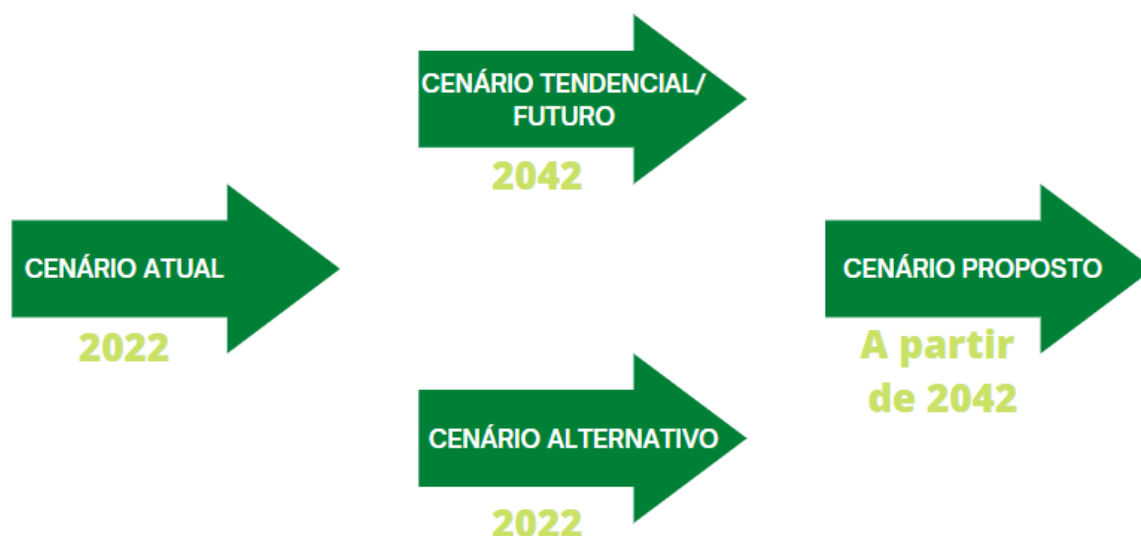 CENÁRIO ATUAL
2022
CENÁRIO TENDENCIAL/
FUTURO
2042
CENÁRIO ALTERNATIVO
2022
CENÁRIO PROPOSTO
A partir
de 2042